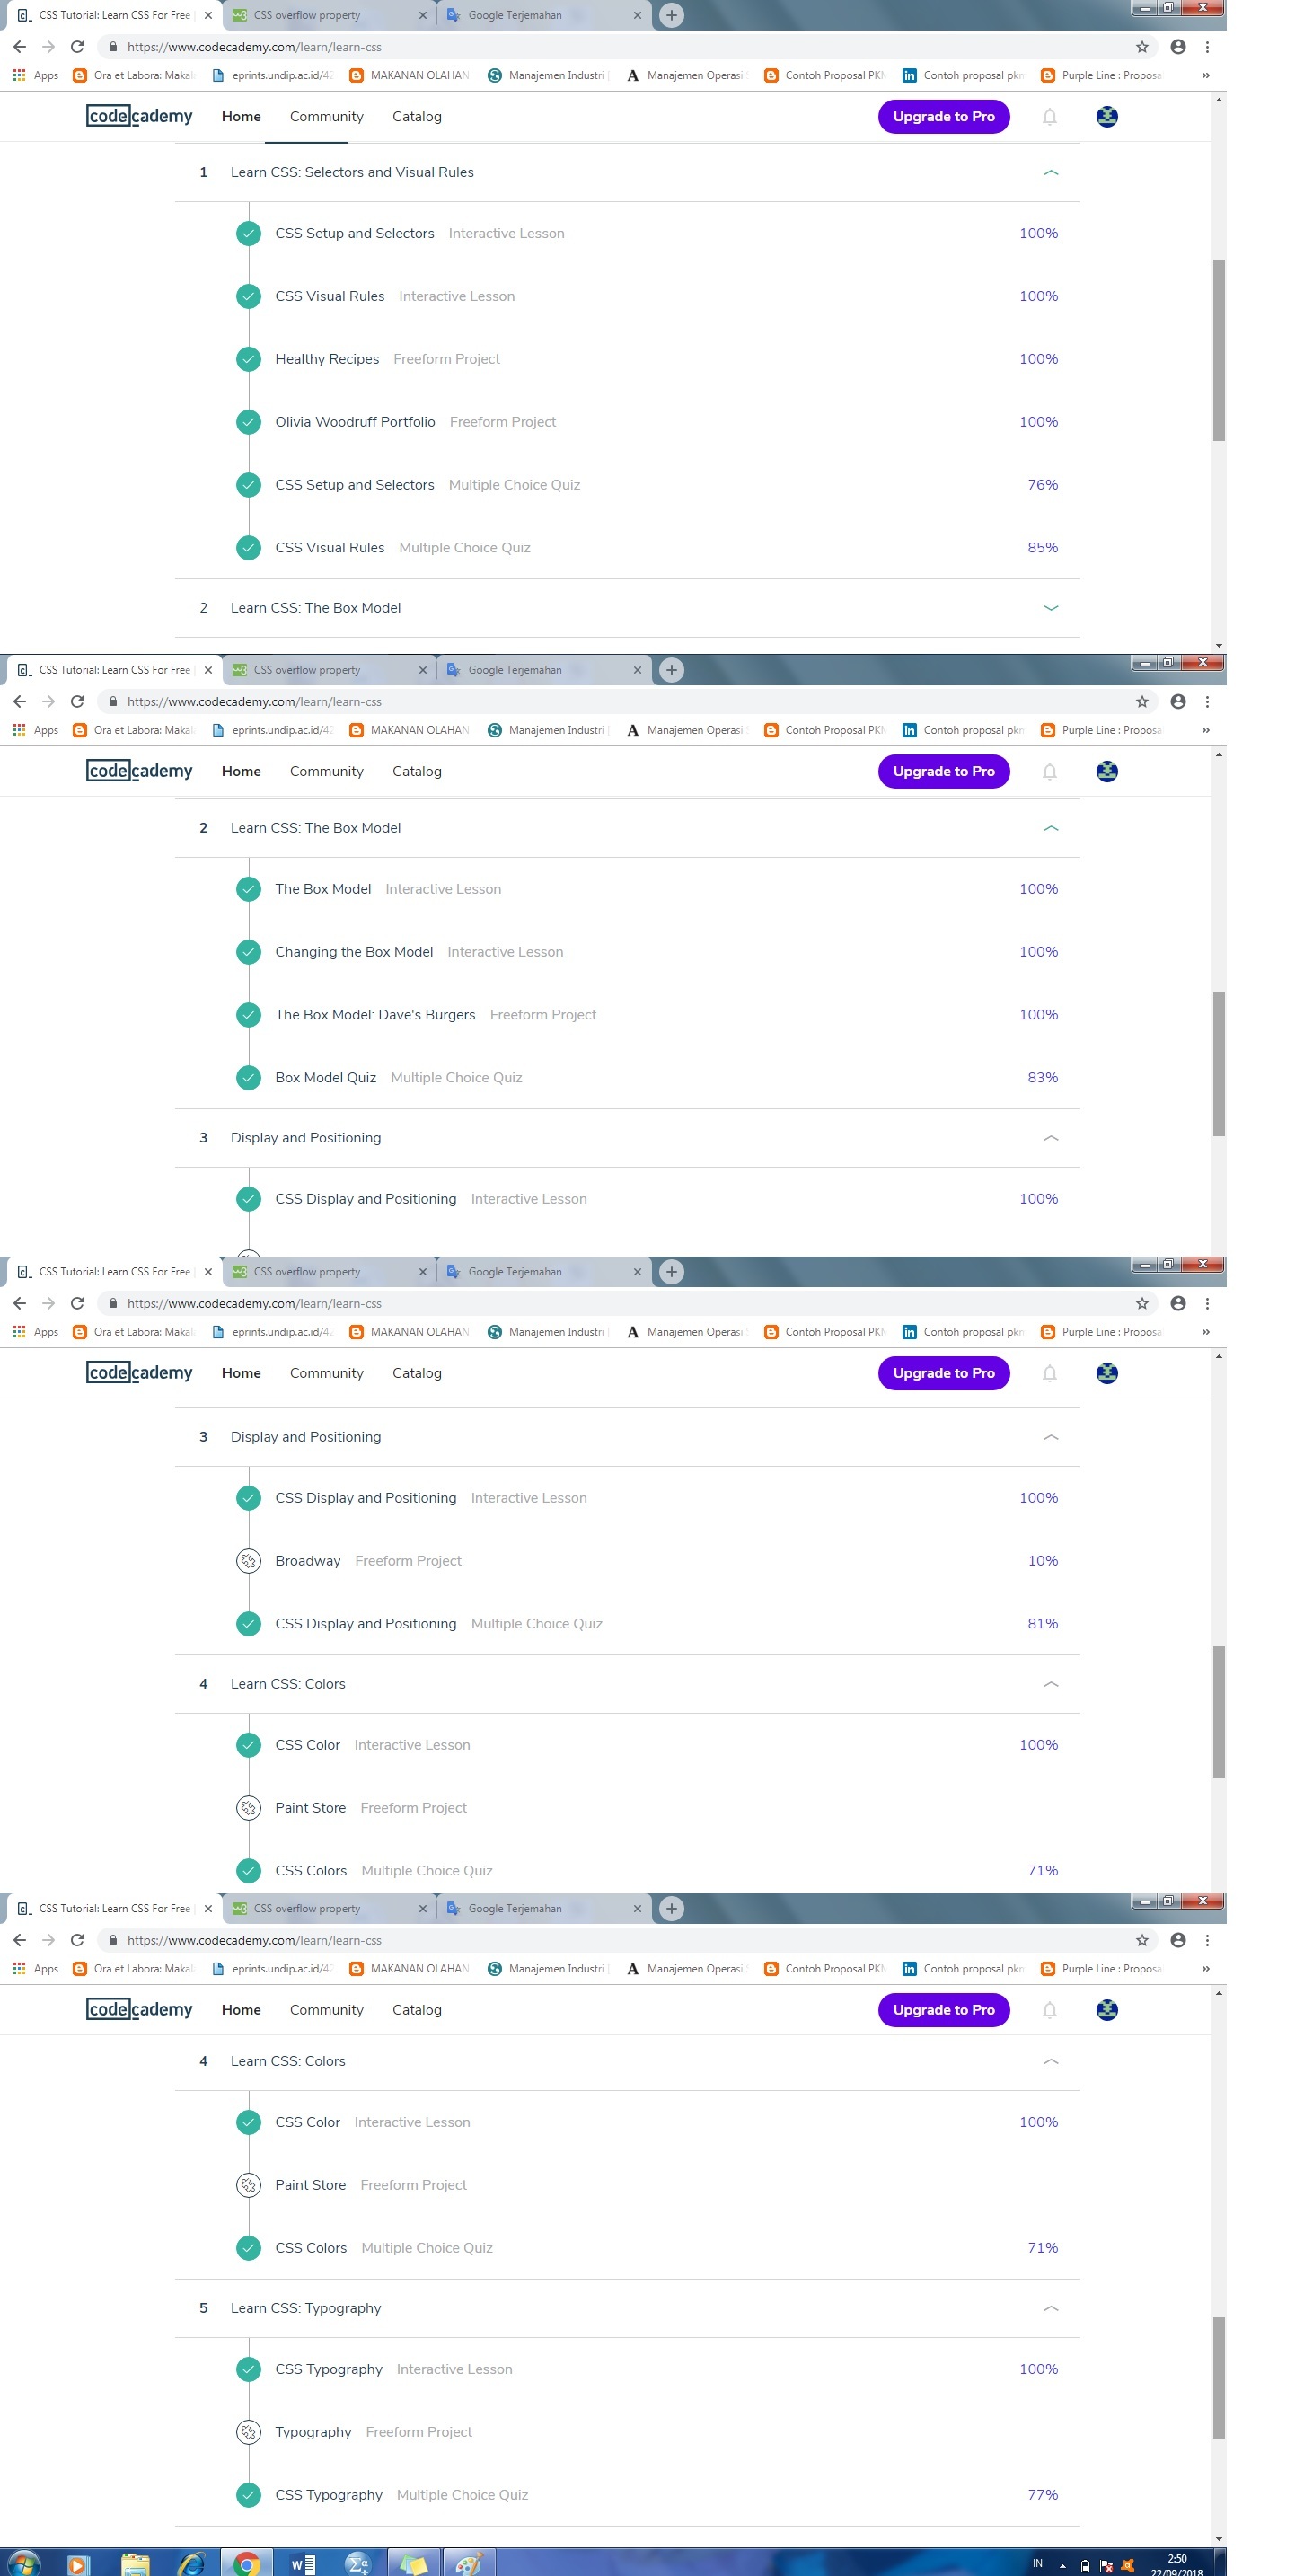 CSS Tutorial: Learn CSS For Free
CSS overflow property
Google Terjemahan
https://www.codecademy.com/learn/learn-css
Apps Ora et Labora: Makal eprints.undip.ac.id/42 MAKANAN OLAHAN Manajemen Industri | Manajemen Operasi Contoh Proposal PKM Contoh proposal pkm Purple Line : Proposa »
codecademy Home Community Catalog Upgrade to Pro
1 Learn CSS: Selectors and Visual Rules
CSS Setup and Selectors Interactive Lesson 100%
CSS Visual Rules Interactive Lesson 100%
Healthy Recipes Freeform Project 100%
Olivia Woodruff Portfolio Freeform Project 100%
CSS Setup and Selectors Multiple Choice Quiz 76%
CSS Visual Rules Multiple Choice Quiz 85%
2 Learn CSS: The Box Model
CSS Tutorial: Learn CSS For Free
CSS overflow property
Google Terjemahan
https://www.codecademy.com/learn/learn-css
Apps Ora et Labora: Makal eprints.undip.ac.id/42 MAKANAN OLAHAN Manajemen Industri | Manajemen Operasi Contoh Proposal PKM Contoh proposal pkm Purple Line : Proposa »
codecademy Home Community Catalog Upgrade to Pro
2 Learn CSS: The Box Model
The Box Model Interactive Lesson 100%
Changing the Box Model Interactive Lesson 100%
The Box Model: Dave's Burgers Freeform Project 100%
Box Model Quiz Multiple Choice Quiz 83%
3 Display and Positioning
CSS Display and Positioning Interactive Lesson 100%
CSS Tutorial: Learn CSS For Free
CSS overflow property
Google Terjemahan
https://www.codecademy.com/learn/learn-css
Apps Ora et Labora: Makal eprints.undip.ac.id/42 MAKANAN OLAHAN Manajemen Industri | Manajemen Operasi Contoh Proposal PKM Contoh proposal pkm Purple Line : Proposa »
codecademy Home Community Catalog Upgrade to Pro
3 Display and Positioning
CSS Display and Positioning Interactive Lesson 100%
Broadway Freeform Project 10%
CSS Display and Positioning Multiple Choice Quiz 81%
4 Learn CSS: Colors
CSS Color Interactive Lesson 100%
Paint Store Freeform Project
CSS Colors Multiple Choice Quiz 71%
CSS Tutorial: Learn CSS For Free
CSS overflow property
Google Terjemahan
https://www.codecademy.com/learn/learn-css
Apps Ora et Labora: Makal eprints.undip.ac.id/42 MAKANAN OLAHAN Manajemen Industri | Manajemen Operasi Contoh Proposal PKM Contoh proposal pkm Purple Line : Proposa »
codecademy Home Community Catalog Upgrade to Pro
4 Learn CSS: Colors
CSS Color Interactive Lesson 100%
Paint Store Freeform Project
CSS Colors Multiple Choice Quiz 71%
5 Learn CSS: Typography
CSS Typography Interactive Lesson 100%
Typography Freeform Project
CSS Typography Multiple Choice Quiz 77%
IN 2:50
22/09/2018